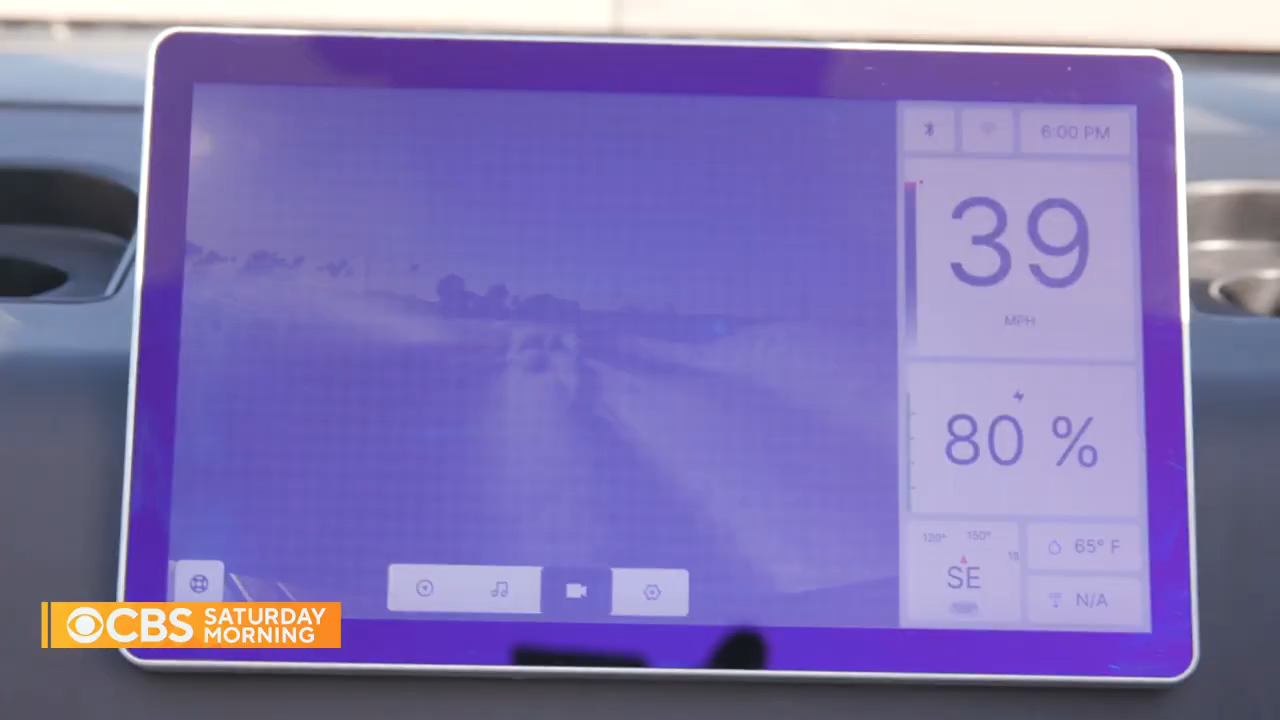 6:00 PM
39
MPH
80 %
120° 150°
SE
65° F
N/A
CBS SATURDAY MORNING